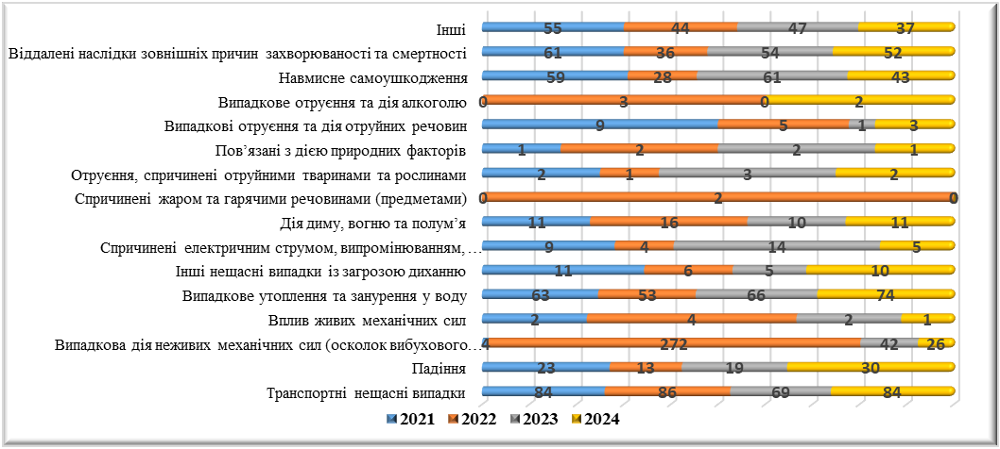 Інші 55 44 47 37
Віддалені наслідки зовнішніх причин захворюваності та смертності 61 36 54 52
Навмисне самоушкодження 59 28 61 43
Випадкове отруєння та дія алкоголю 0 3 0 2
Випадкові отруєння та дія отруйних речовин 9 5 1 3
Пов’язані з дією природних факторів 1 2 2 1
Отруєння, спричинені отруйними тваринами та рослинами 2 1 3 2
Спричинені жаром та гарячими речовинами (предметами) 0 2 0
Дія диму, вогню та полум’я 11 16 10 11
Спричинені електричним струмом, випромінюванням, … 9 4 14 5
Інші нещасні випадки із загрозою диханню 11 6 5 10
Випадкове утоплення та занурення у воду 63 53 66 74
Вплив живих механічних сил 2 4 2 1
Випадкова дія неживих механічних сил (осколок вибухового… 4 272 42 26
Падіння 23 13 19 30
Транспортні нещасні випадки 84 86 69 84
2021 2022 2023 2024